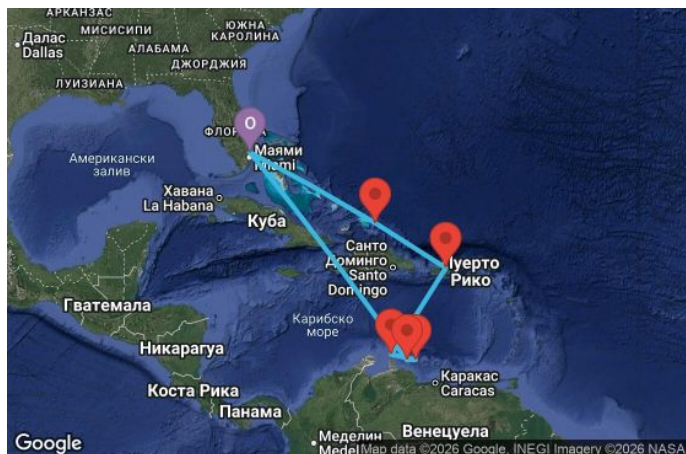 Далас
Dallas
АРКАНЗАС
МИСИСИПИ
ЮЖНА
КАРОЛИНА
АЛАБАМА
ДЖОРДЖИЯ
ЛУИЗИАНА
О
Американски
залив
Маями
Miami
Хавана
La Habana
Куба
Санто
Доминго
Santo
Domingo
Рико
Гватемала
Карибско
море
Никарагуа
Коста Рика
Панама
Каракас
Caracas
Венецуела
Меделин
Google
Map data ©2026 Google, INEGI Imagery ©2026 NASA